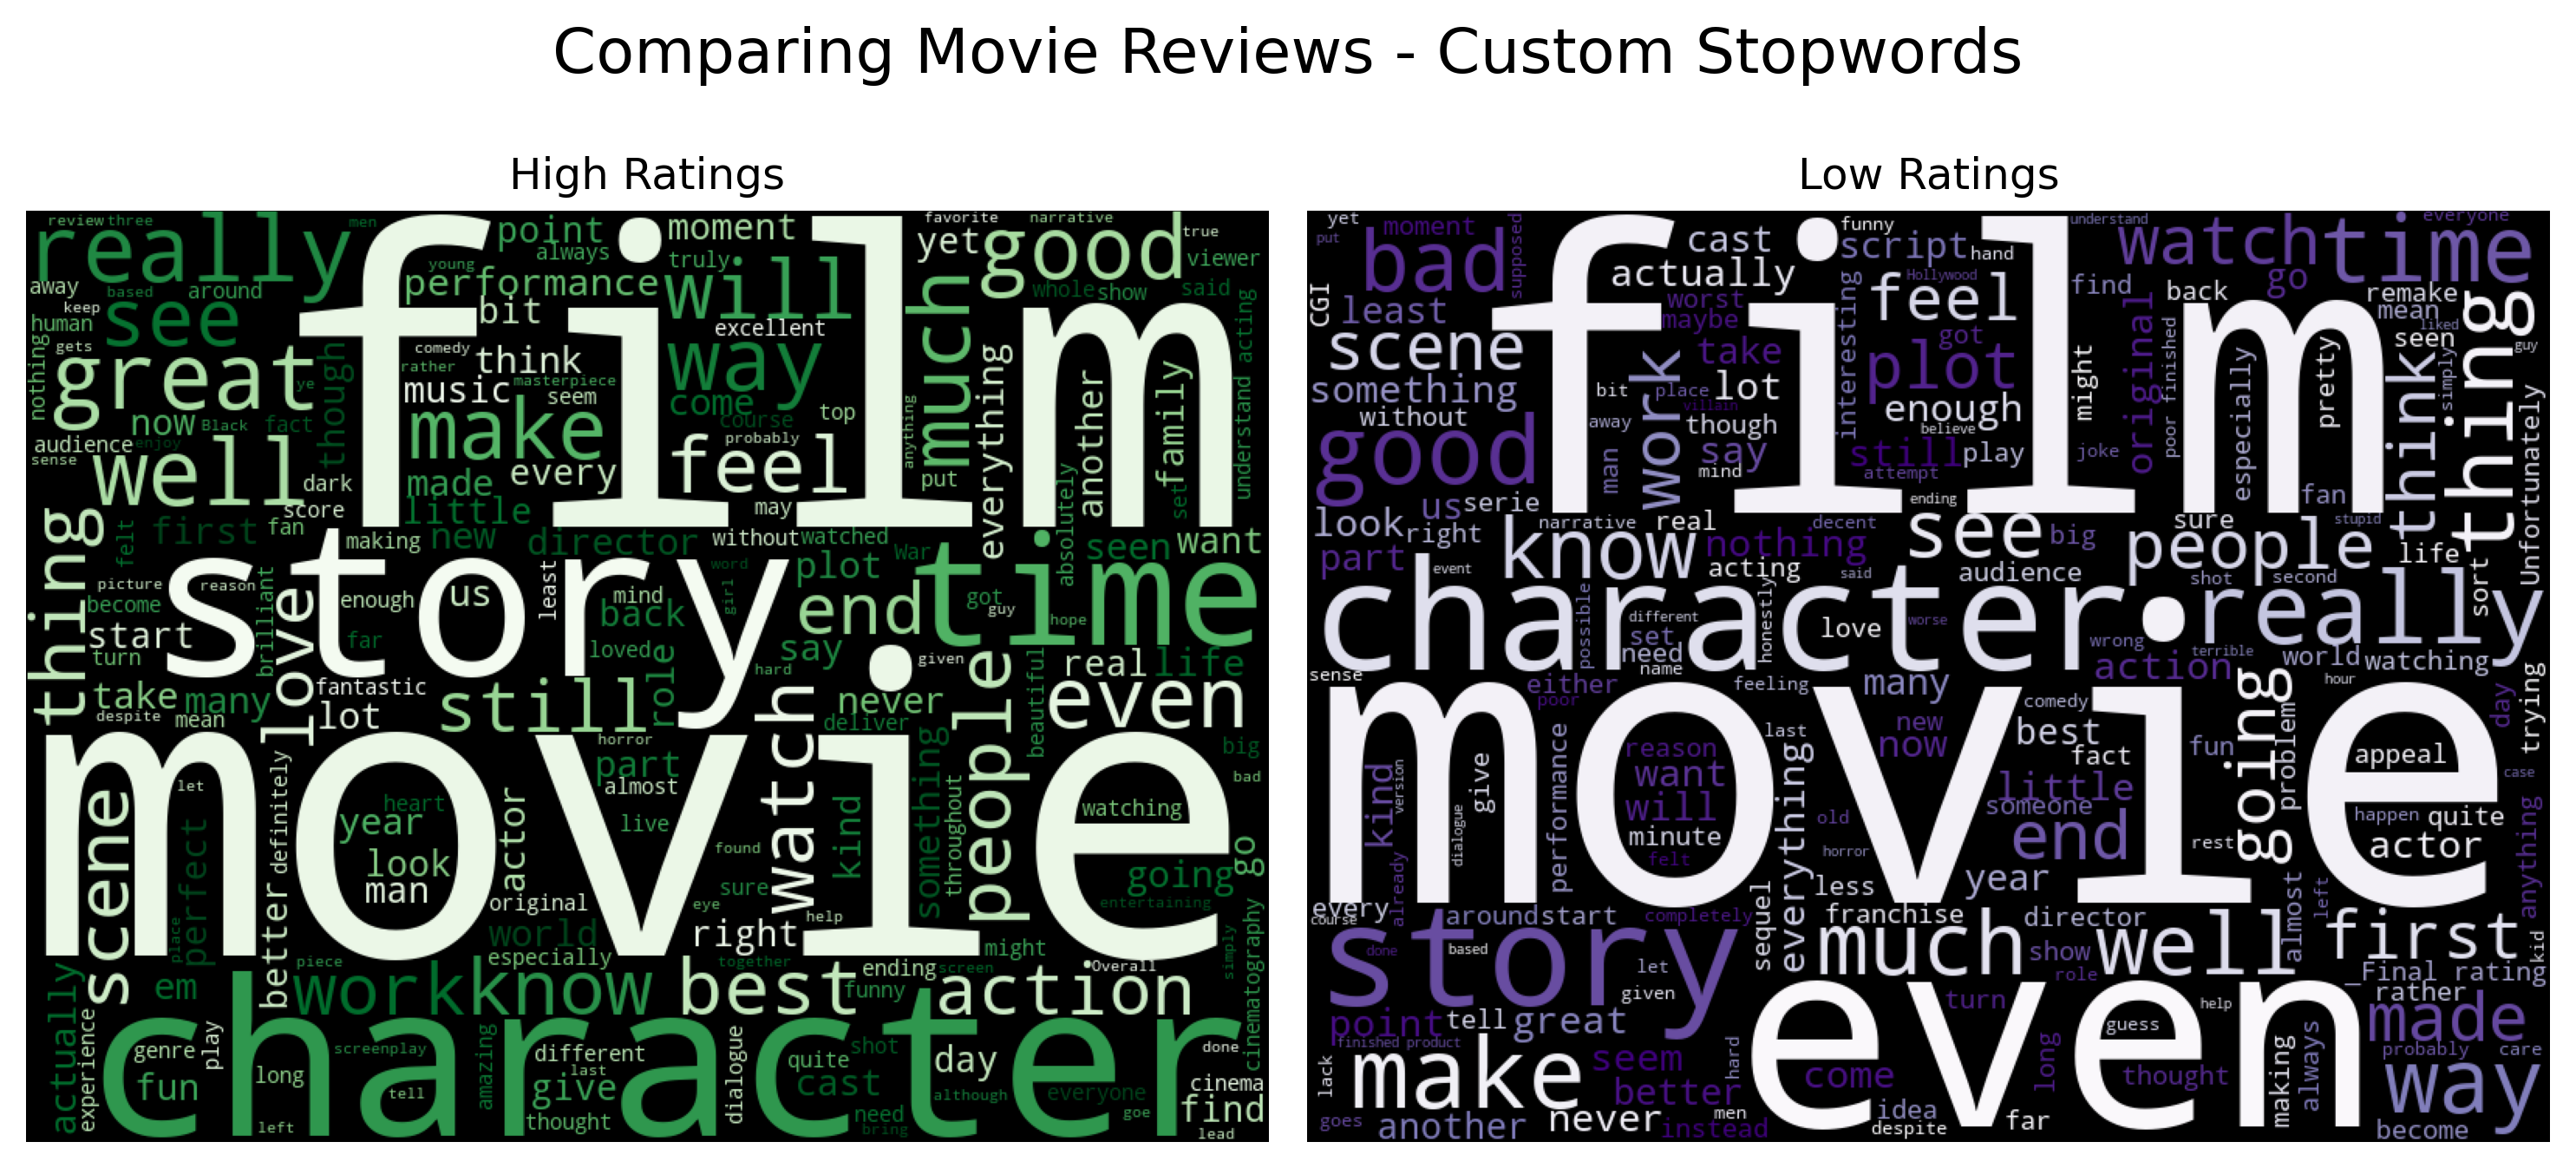 Comparing Movie Reviews - Custom Stopwords
High Ratings
review three men favorite narrative
really film point moment yet good true
always
young truly viewer
away based around performance will whole show said
keep
human see bit much excellent
gets comedy think
nothing great though ye rather way everything understand acting
music masterpiece seem
now Black fact make come course top another family
audience enjoy probably anything
sense well dark every feel put set
made may
score little absolutely
thing felt first fan making new director without watched War seen want
picture reason story word plot time
become love enough us least mind girl end got guy hope
start far back
turn brilliant loved role say given real life
hard
take many fantastic still never people beautiful even
despite mean lot watch deliver
movie
horror something big
scene let part almost bad
definitely heart actor kind throughout watching
perfect year live
look found going go
man sure
better original eye entertaining
place help
world right might cinematography simply
especially
piece together ending screen Overall
actually em work know best funny action
experience character
genre play screenplay amazing different dialogue quite shot day done
last
fun long give cast cinema
tell although everyone
thought need find
left bring goe lead
Low Ratings
yet moment supposed film funny understand everyone
put bad cast script hand watch time
actually Hollywood find go
CGI least worst feel back remake
maybe interesting original mean
scene work take got seen liked guy
something plot might finished especially pretty think simply thing
bit place lot
without villain enough
good away though believe
man say still play joke poor
mind attempt
us serie ending fan Unfortunately
look right narrative real decent see sure stupid
know nothing big people life
part event acting said audience shot second sort
character really
possible different honestly
set love worse wrong terrible
need action world watching
sense name
either feeling many going hour trying
poor
movie
performance last new comedy day
reason now best fact fun problem appeal
kind version give want everything little case
will someone happen quite
dialogue minute old end rest actor anything
already felt horror
less year left
every sequel
course around start completely franchise director almost first kid
story much well
done based show
let role _Final rating
given rather
point tell great turn help made
finished product even guess
lack make seem hard come long thought making always probably care
better way
goes another never men idea far
instead despite become